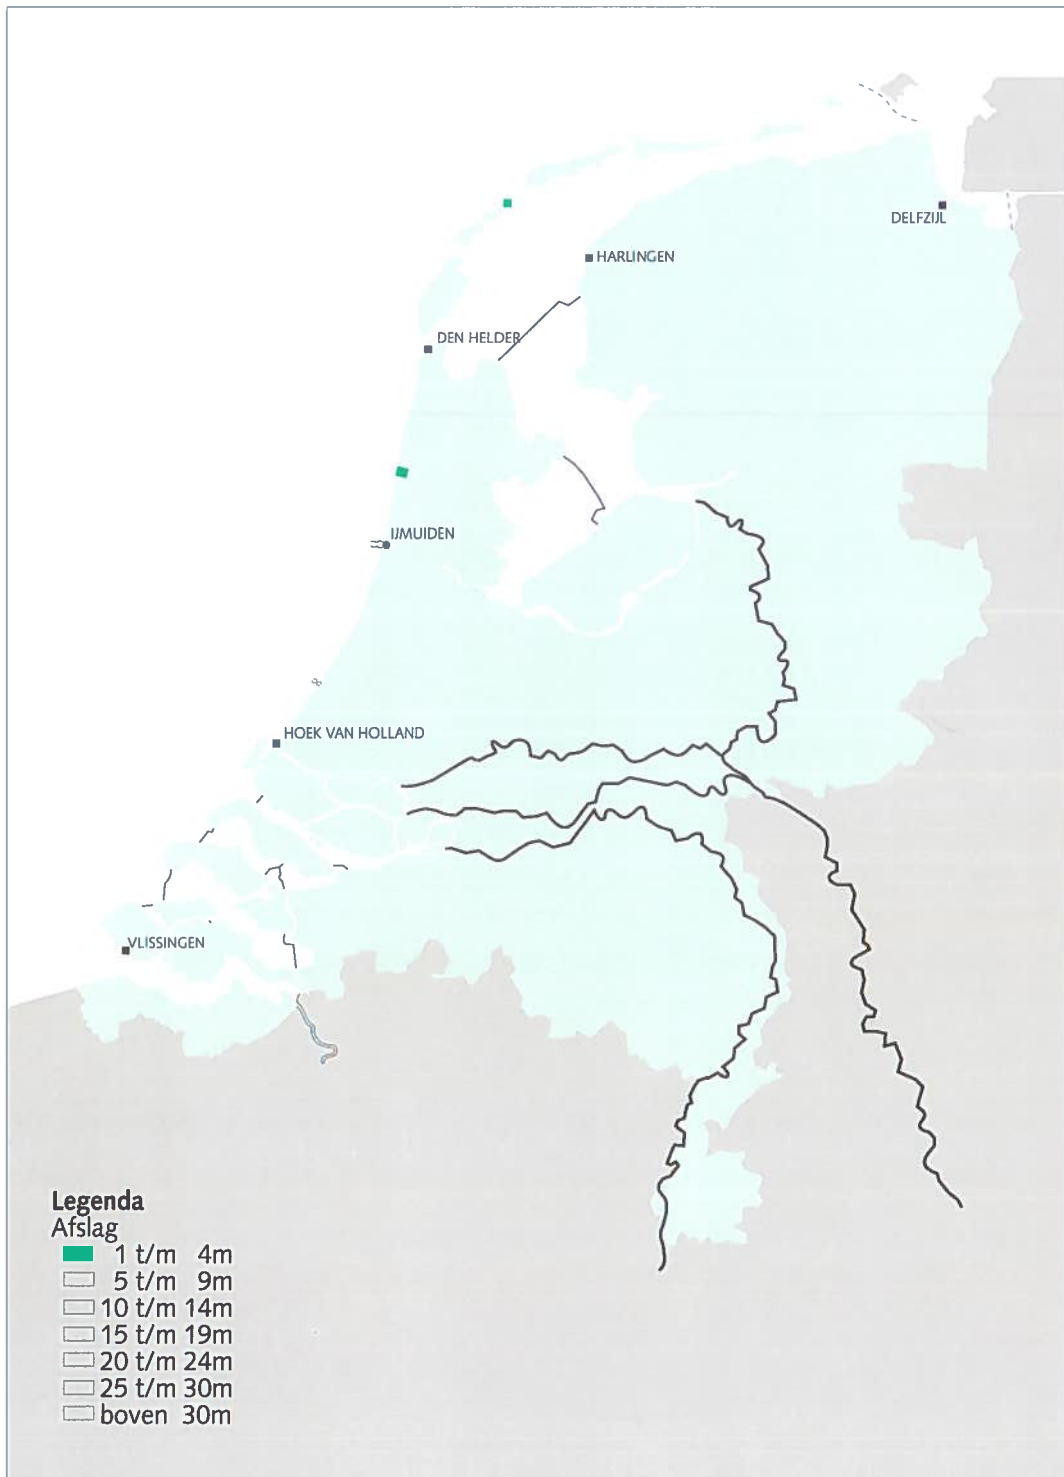 DELFZIJL
HARLINGEN
DEN HELDER
IJMUIDEN
HOEK VAN HOLLAND
VLISSINGEN
Legenda
Afslag
1 t/m 4m
5 t/m 9m
10 t/m 14m
15 t/m 19m
20 t/m 24m
25 t/m 30m
boven 30m